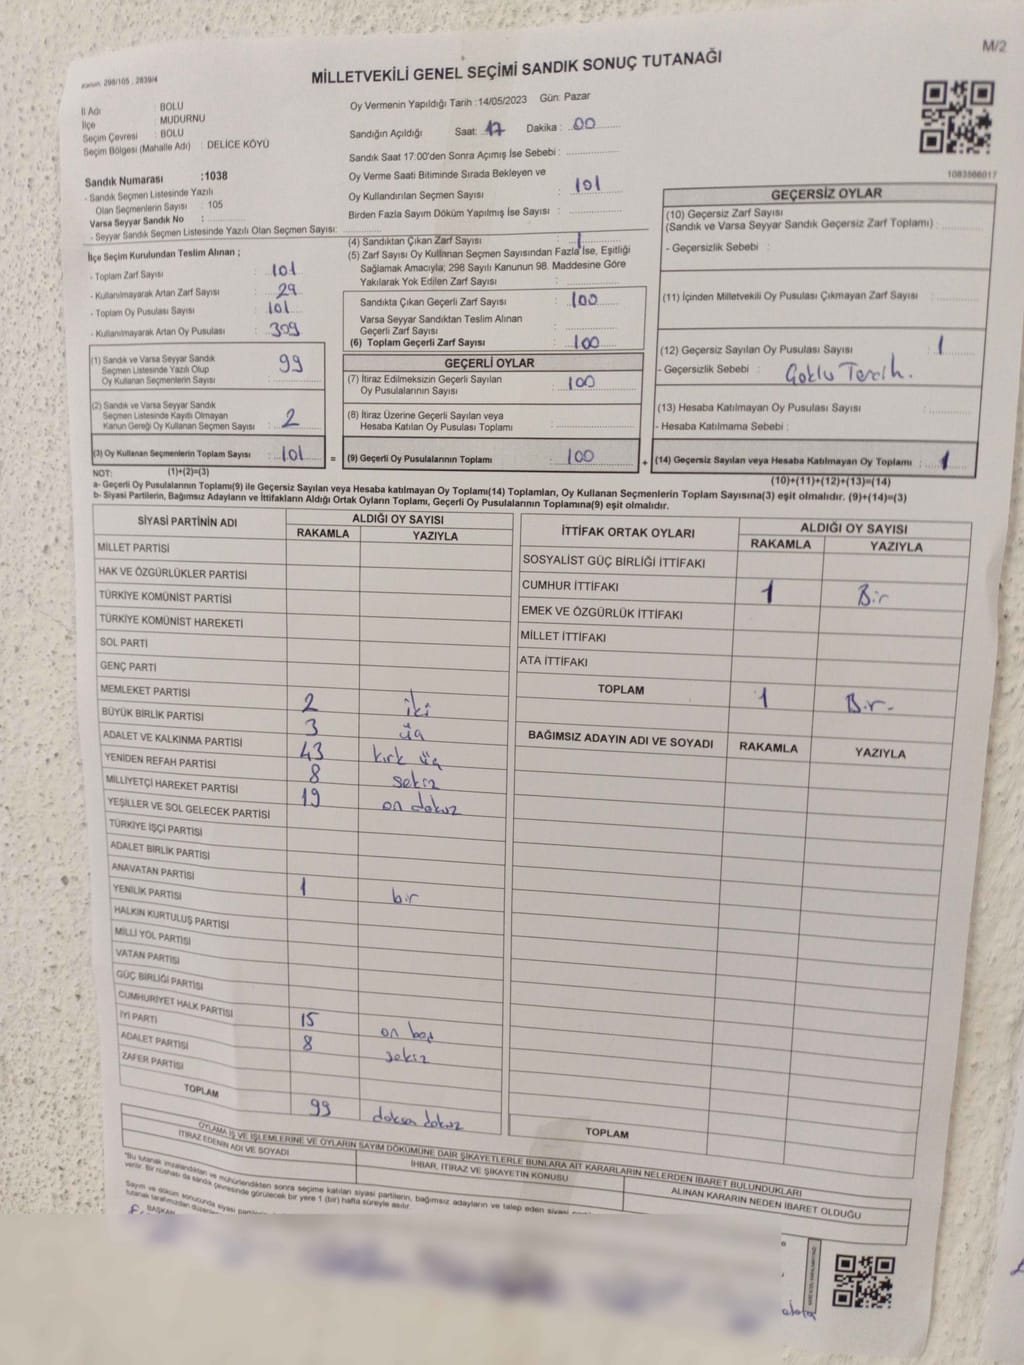 M/2
Kanun: 298/105 , 2839/4
MİLLETVEKİLİ GENEL SEÇİMİ SANDIK SONUÇ TUTANAĞI
İl Adı : BOLU
İlçe : MUDURNU
Seçim Çevresi : BOLU
Seçim Bölgesi (Mahalle Adı) : DELİCE KÖYÜ
Sandık Numarası :1038
- Sandık Seçmen Listesinde Yazılı
Olan Seçmenlerin Sayısı : 105
Varsa Seyyar Sandık No :
- Seyyar Sandık Seçmen Listesinde Yazılı Olan Seçmen Sayısı:
Oy Vermenin Yapıldığı Tarih :14/05/2023 Gün: Pazar
Sandığın Açıldığı Saat: 17 Dakika : 00
Sandık Saat 17:00'den Sonra Açımış İse Sebebi :
Oy Verme Saati Bitiminde Sırada Bekleyen ve
Oy Kullandırılan Seçmen Sayısı : 101
Birden Fazla Sayım Döküm Yapılmış İse Sayısı :
1083506017
İlçe Seçim Kurulundan Teslim Alınan ;
- Toplam Zarf Sayısı : 101
- Kullanılmayarak Artan Zarf Sayısı : 29
- Toplam Oy Pusulası Sayısı : 101
- Kullanılmayarak Artan Oy Pusulası : 309
(1) Sandık ve Varsa Seyyar Sandık
Seçmen Listesinde Yazılı Olup
Oy Kullanan Seçmenlerin Sayısı : 99
(2) Sandık ve Varsa Seyyar Sandık
Seçmen Listesinde Kayıtlı Olmayan
Kanun Gereği Oy Kullanan Seçmen Sayısı : 2
(3) Oy Kullanan Seçmenlerin Toplam Sayısı : 101
(4) Sandıktan Çıkan Zarf Sayısı :
(5) Zarf Sayısı Oy Kullanan Seçmen Sayısından Fazla İse, Eşitliği
Sağlamak Amacıyla; 298 Sayılı Kanunun 98. Maddesine Göre
Yakılarak Yok Edilen Zarf Sayısı :
Sandıkta Çıkan Geçerli Zarf Sayısı : 100
Varsa Seyyar Sandıktan Teslim Alınan
Geçerli Zarf Sayısı :
(6) Toplam Geçerli Zarf Sayısı : 100
GEÇERLİ OYLAR
(7) İtiraz Edilmeksizin Geçerli Sayılan
Oy Pusulalarının Sayısı : 100
(8) İtiraz Üzerine Geçerli Sayılan veya
Hesaba Katılan Oy Pusulası Toplamı :
= (9) Geçerli Oy Pusulalarının Toplamı : 100
GEÇERSİZ OYLAR
(10) Geçersiz Zarf Sayısı
(Sandık ve Varsa Seyyar Sandık Geçersiz Zarf Toplamı) :
- Geçersizlik Sebebi :
(11) İçinden Milletvekili Oy Pusulası Çıkmayan Zarf Sayısı :
(12) Geçersiz Sayılan Oy Pusulası Sayısı : 1
- Geçersizlik Sebebi : Çoklu Tercih.
(13) Hesaba Katılmayan Oy Pusulası Sayısı :
- Hesaba Katılmama Sebebi :
+ (14) Geçersiz Sayılan veya Hesaba Katılmayan Oy Toplamı : 1
NOT: (1)+(2)=(3)
(10)+(11)+(12)+(13)=(14)
a- Geçerli Oy Pusulaları Toplamı(9) ile Geçersiz Sayılan veya Hesaba katılmayan Oy Toplamı(14) Toplamları, Oy Kullanan Seçmenlerin Toplam Sayısına(3) eşit olmalıdır. (9)+(14)=(3)
b- Siyasi Partilerin, Bağımsız Adayların ve İttifakların Aldığı Ortak Oyların Toplamı, Geçerli Oy Pusulalarının Toplamına(9) eşit olmalıdır.
SİYASİ PARTİNİN ADI
ALDIĞI OY SAYISI
RAKAMLA YAZIYLA
MİLLET PARTİSİ
HAK VE ÖZGÜRLÜKLER PARTİSİ
TÜRKİYE KOMÜNİST PARTİSİ
TÜRKİYE KOMÜNİST HAREKETİ
SOL PARTİ
GENÇ PARTİ
MEMLEKET PARTİSİ 2 iki
BÜYÜK BİRLİK PARTİSİ 3 üç
ADALET VE KALKINMA PARTİSİ 43 kırk üç
YENİDEN REFAH PARTİSİ 8 sekiz
MİLLİYETÇİ HAREKET PARTİSİ 19 on dokuz
YEŞİLLER VE SOL GELECEK PARTİSİ
TÜRKİYE İŞÇİ PARTİSİ
ADALET BİRLİK PARTİSİ
ANAVATAN PARTİSİ 1 bir
YENİLİK PARTİSİ
HALKIN KURTULUŞ PARTİSİ
MİLLİ YOL PARTİSİ
VATAN PARTİSİ
GÜÇ BİRLİĞİ PARTİSİ
CUMHURİYET HALK PARTİSİ 15 on beş
İYİ PARTİ 8 sekiz
ADALET PARTİSİ
ZAFER PARTİSİ
TOPLAM 99 doksan dokuz
İTTİFAK ORTAK OYLARI
ALDIĞI OY SAYISI
RAKAMLA YAZIYLA
SOSYALİST GÜÇ BİRLİĞİ İTTİFAKI
CUMHUR İTTİFAKI 1 Bir
EMEK VE ÖZGÜRLÜK İTTİFAKI
MİLLET İTTİFAKI
ATA İTTİFAKI
TOPLAM 1 Bir.
BAĞIMSIZ ADAYIN ADI VE SOYADI RAKAMLA YAZIYLA
TOPLAM
OYLAMA İŞ VE İŞLEMLERİNE VE OYLARIN SAYIM DÖKÜMÜNE DAİR ŞİKAYETLERLE BUNLARA AİT KARARLARIN NELERDEN İBARET BULUNDUKLARI
İTİRAZ EDENİN ADI VE SOYADI
İHBAR, İTİRAZ VE ŞİKAYETİN KONUSU
ALINAN KARARIN NEDEN İBARET OLDUĞU
"Bu tutanak imzalandıktan ve mühürlendikten sonra seçime katılan siyasi partilerin, bağımsız adayların ve talep eden siyasi
verilir. Bir nüshası da sandık çevresinde görülecek bir yere 1 (bir) hafta süreyle asılır.
Sayım ve döküm sonucunda siyasi
BAŞKAN